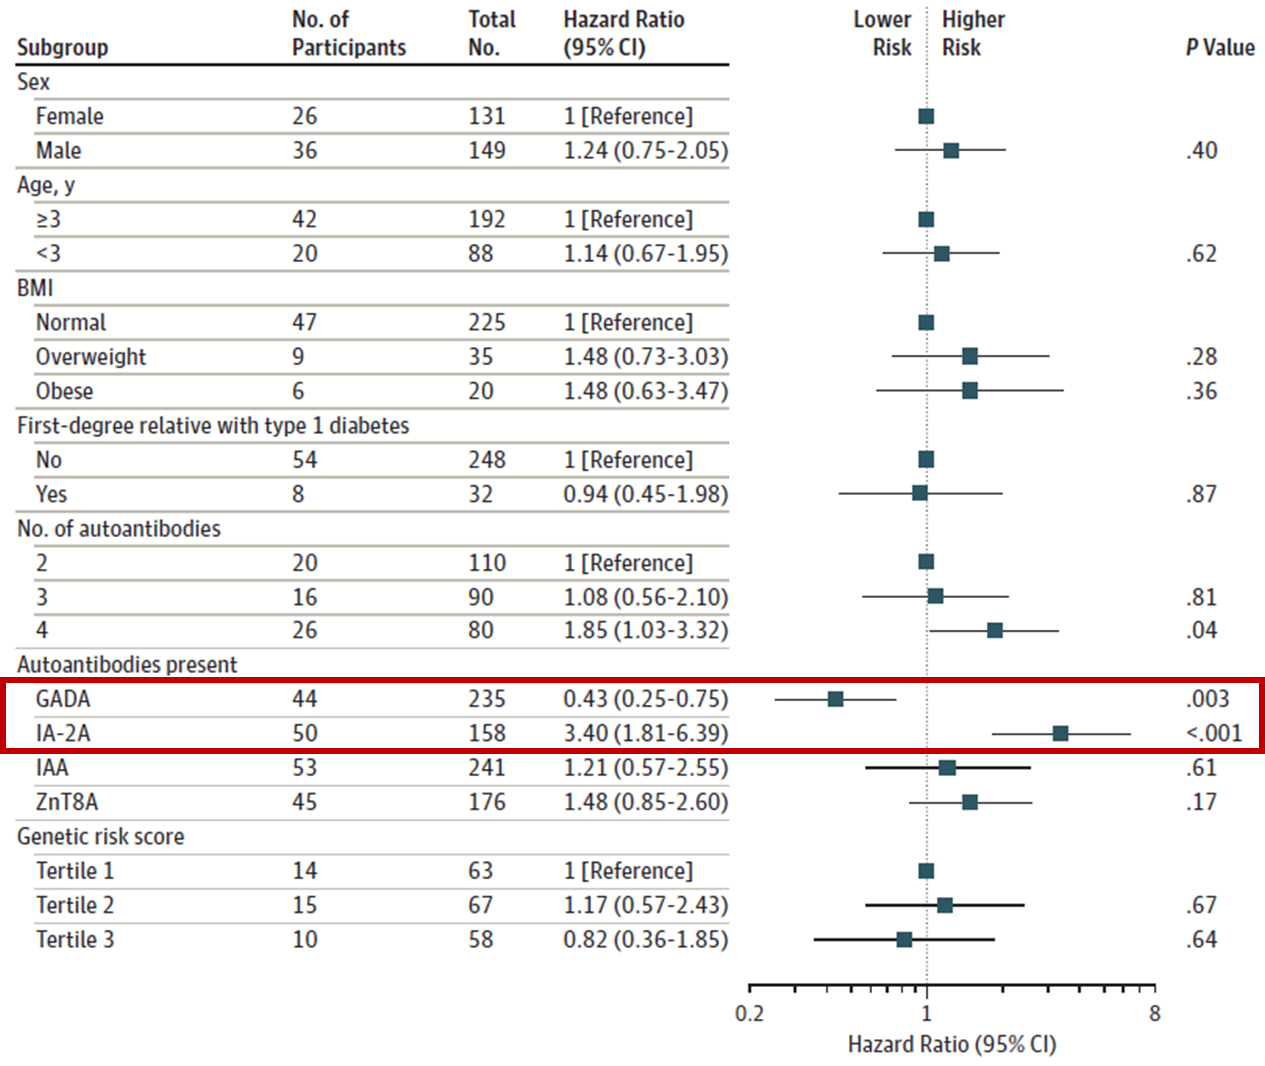 Subgroup No. of Participants Total No. Hazard Ratio (95% CI) Lower Risk Higher Risk P Value
Sex
Female 26 131 1 [Reference]
Male 36 149 1.24 (0.75-2.05) .40
Age, y
≥3 42 192 1 [Reference]
<3 20 88 1.14 (0.67-1.95) .62
BMI
Normal 47 225 1 [Reference]
Overweight 9 35 1.48 (0.73-3.03) .28
Obese 6 20 1.48 (0.63-3.47) .36
First-degree relative with type 1 diabetes
No 54 248 1 [Reference]
Yes 8 32 0.94 (0.45-1.98) .87
No. of autoantibodies
2 20 110 1 [Reference]
3 16 90 1.08 (0.56-2.10) .81
4 26 80 1.85 (1.03-3.32) .04
Autoantibodies present
GADA 44 235 0.43 (0.25-0.75) .003
IA-2A 50 158 3.40 (1.81-6.39) <.001
IAA 53 241 1.21 (0.57-2.55) .61
ZnT8A 45 176 1.48 (0.85-2.60) .17
Genetic risk score
Tertile 1 14 63 1 [Reference]
Tertile 2 15 67 1.17 (0.57-2.43) .67
Tertile 3 10 58 0.82 (0.36-1.85) .64
0.2 1 8
Hazard Ratio (95% CI)